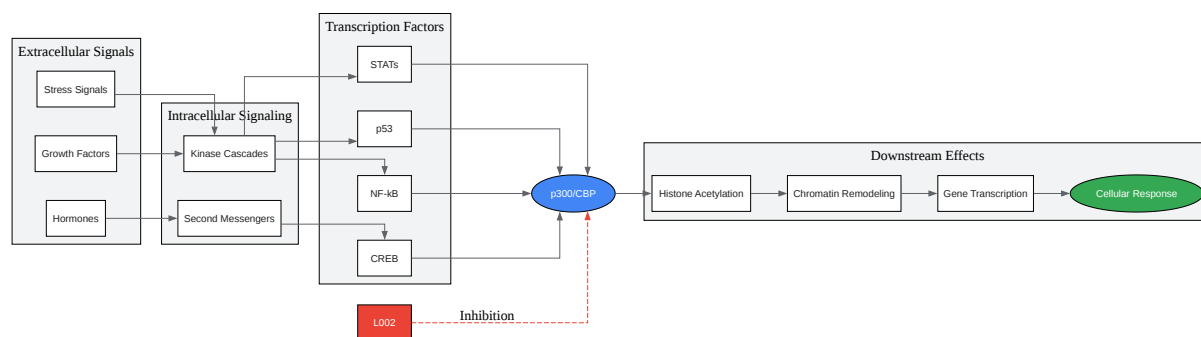 Extracellular Signals
Stress Signals
Growth Factors
Hormones
Intracellular Signaling
Kinase Cascades
Second Messengers
Transcription Factors
STATs
p53
NF-kB
CREB
L002
Inhibition
p300/CBP
Downstream Effects
Histone Acetylation
Chromatin Remodeling
Gene Transcription
Cellular Response